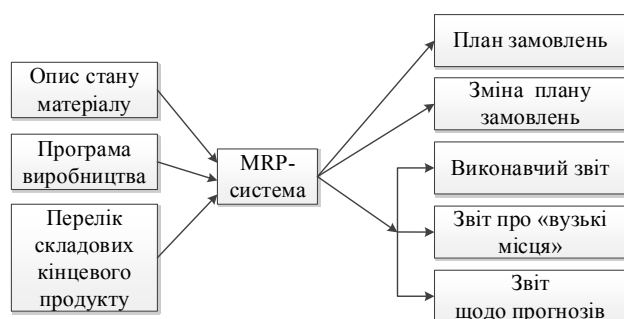 Опис стану
матеріалу
Програма
виробництва
Перелік
складових
кінцевого
продукту
MRP-
система
План замовлень
Зміна плану
замовлень
Виконавчий звіт
Звіт про «вузькі
місця»
Звіт
щодо прогнозів